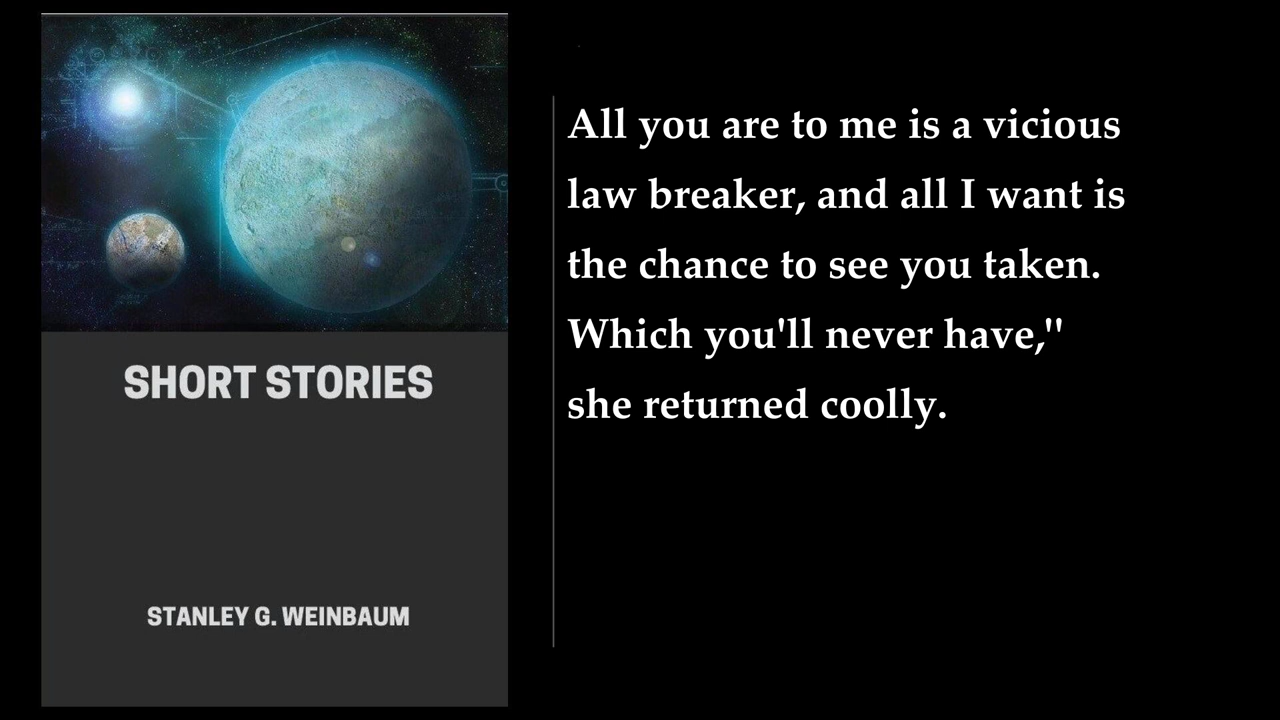 SHORT STORIES
STANLEY G. WEINBAUM
All you are to me is a vicious
law breaker, and all I want is
the chance to see you taken.
Which you'll never have,"
she returned coolly.